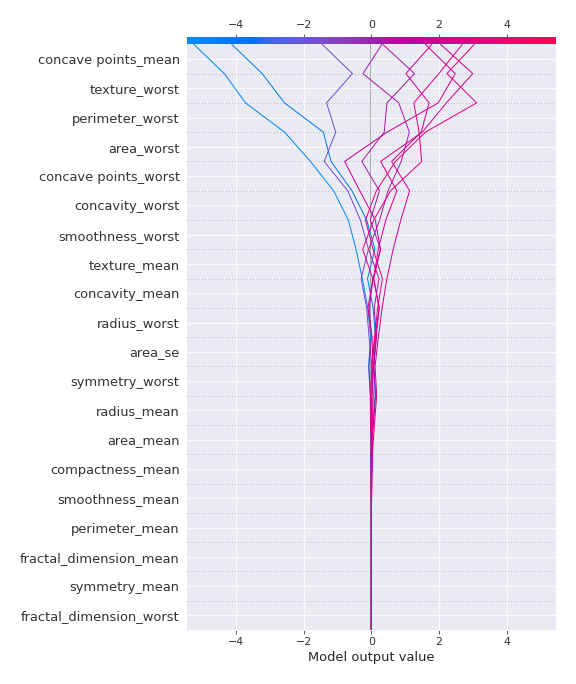 −4 −2 0 2 4
concave points_mean
texture_worst
perimeter_worst
area_worst
concave points_worst
concavity_worst
smoothness_worst
texture_mean
concavity_mean
radius_worst
area_se
symmetry_worst
radius_mean
area_mean
compactness_mean
smoothness_mean
perimeter_mean
fractal_dimension_mean
symmetry_mean
fractal_dimension_worst
−4 −2 0 2 4
Model output value